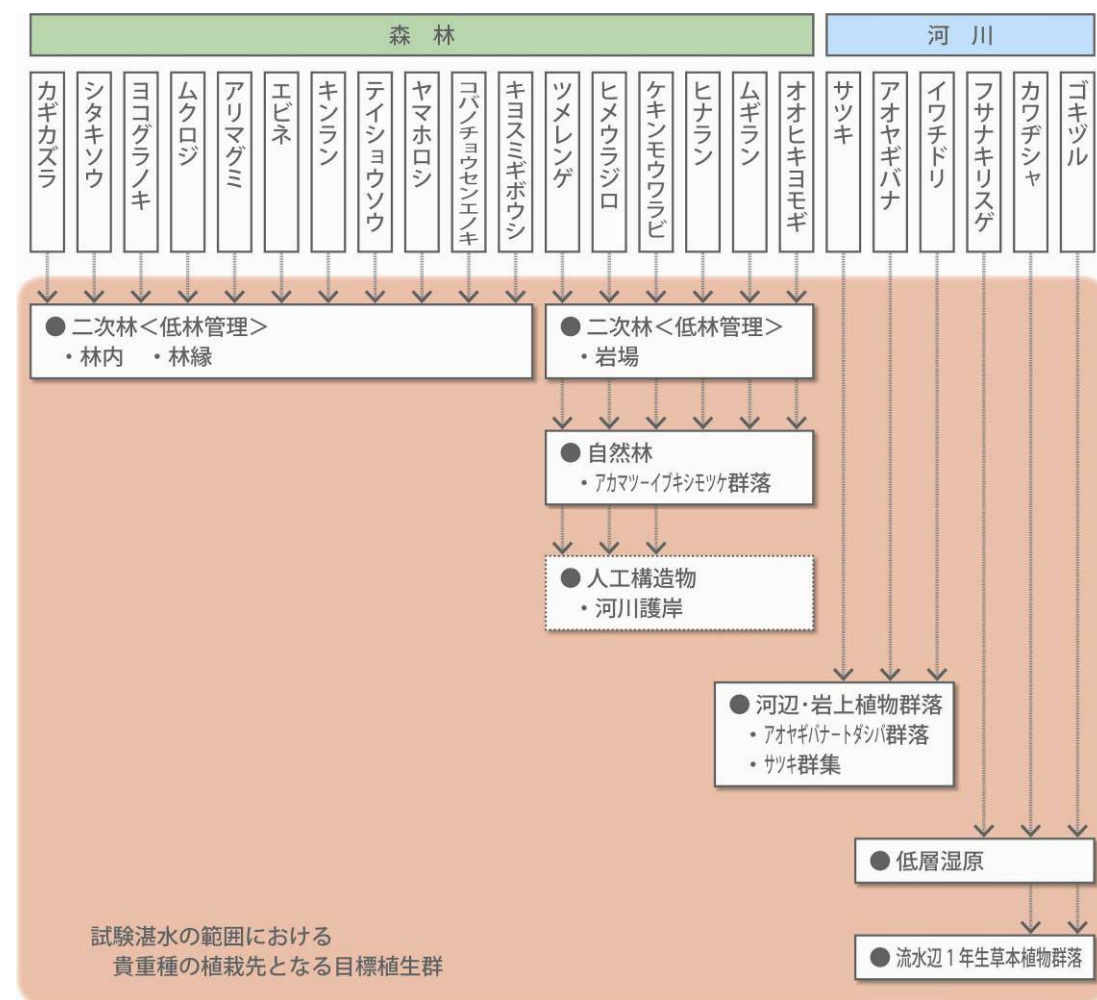 森 林
河 川
カギカズラ
シタキソウ
ヨコグラノキ
ムクロジ
アリマグミ
エビネ
キンラン
テイショウソウ
ヤマホロシ
コバノチョウセンエノキ
キヨスミギボウシ
ツメレンゲ
ヒメウラジロ
ケキンモウワラビ
ヒナラン
ムギラン
オオヒキヨモギ
サツキ
アオヤギバナ
イワチドリ
フサナキリスゲ
カワヂシャ
ゴキヅル
● 二次林＜低林管理＞
・林内 ・林縁
● 二次林＜低林管理＞
・岩場
● 自然林
・アカマツーイブキシモツケ群落
● 人工構造物
・河川護岸
● 河辺・岩上植物群落
・アオヤギバナートダシバ群落
・サツキ群集
● 低層湿原
● 流水辺１年生草本植物群落
試験湛水の範囲における
貴重種の植栽先となる目標植生群